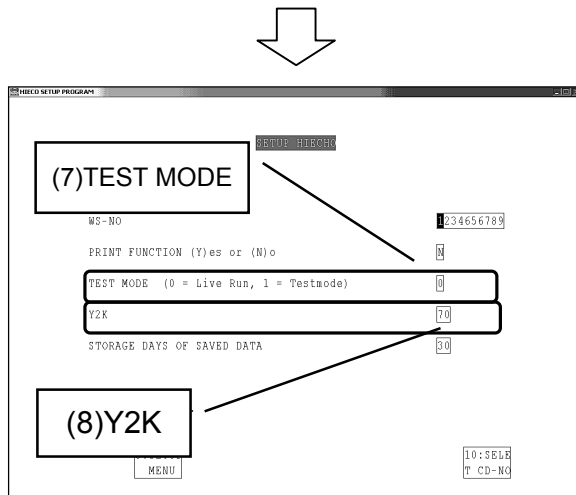 HIECO SETUP PROGRAM
SETUP HIECHO
(7)TEST MODE
WS-NO 1234656789
PRINT FUNCTION (Y)es or (N)o N
TEST MODE (0 = Live Run, 1 = Testmode) 0
Y2K 70
STORAGE DAYS OF SAVED DATA 30
(8)Y2K
MENU
10:SELE
T CD-NO